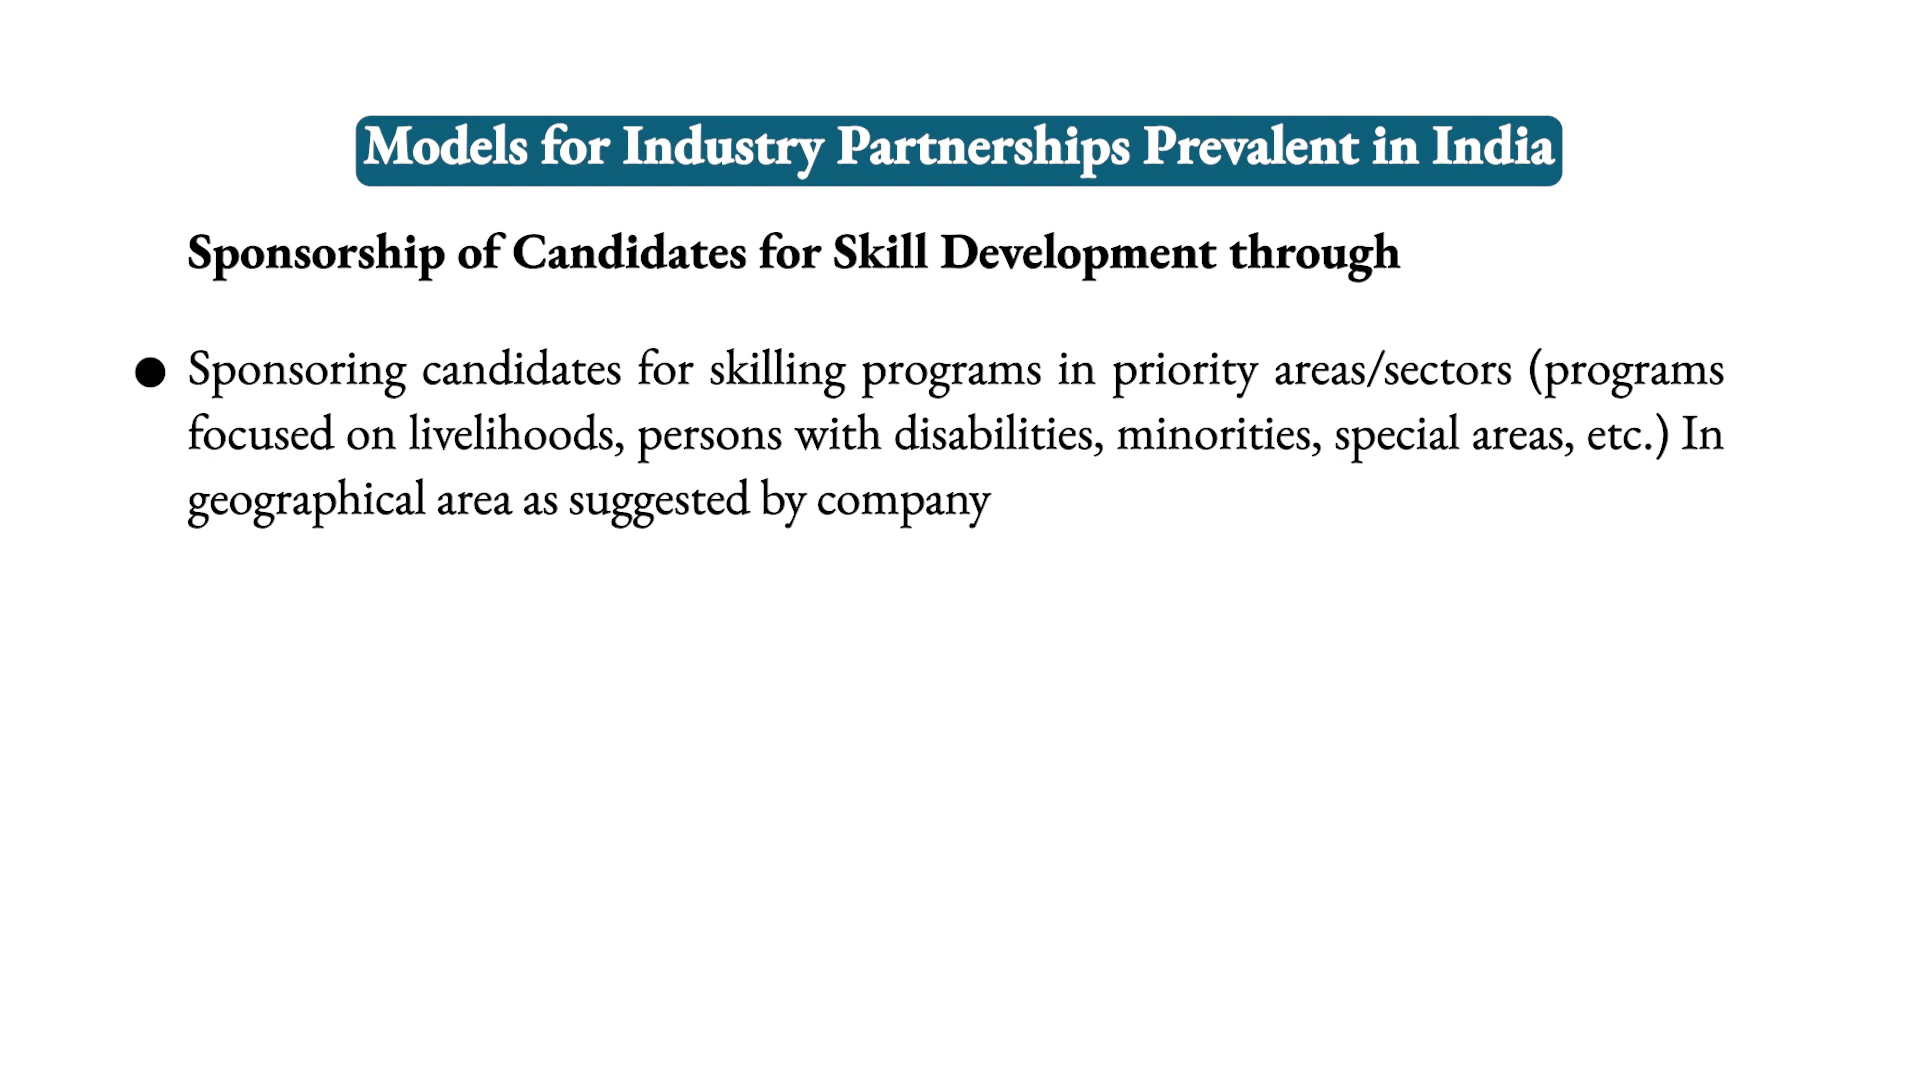 Models for Industry Partnerships Prevalent in India
Sponsorship of Candidates for Skill Development through
● Sponsoring candidates for skilling programs in priority areas/sectors (programs
focused on livelihoods, persons with disabilities, minorities, special areas, etc.) In
geographical area as suggested by company